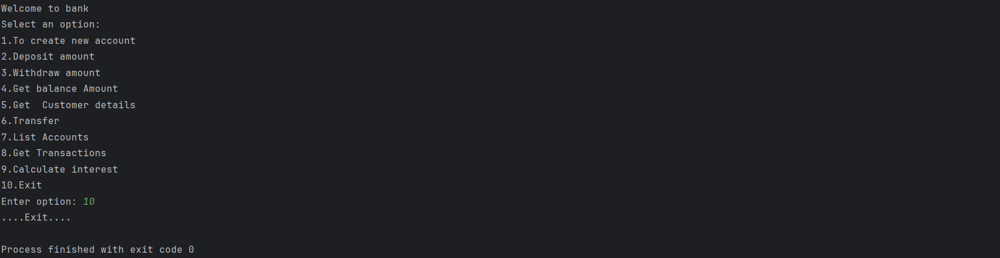 Welcome to bank
Select an option:
1.To create new account
2.Deposit amount
3.Withdraw amount
4.Get balance Amount
5.Get  Customer details
6.Transfer
7.List Accounts
8.Get Transactions
9.Calculate interest
10.Exit
Enter option: 10
....Exit....
Process finished with exit code 0